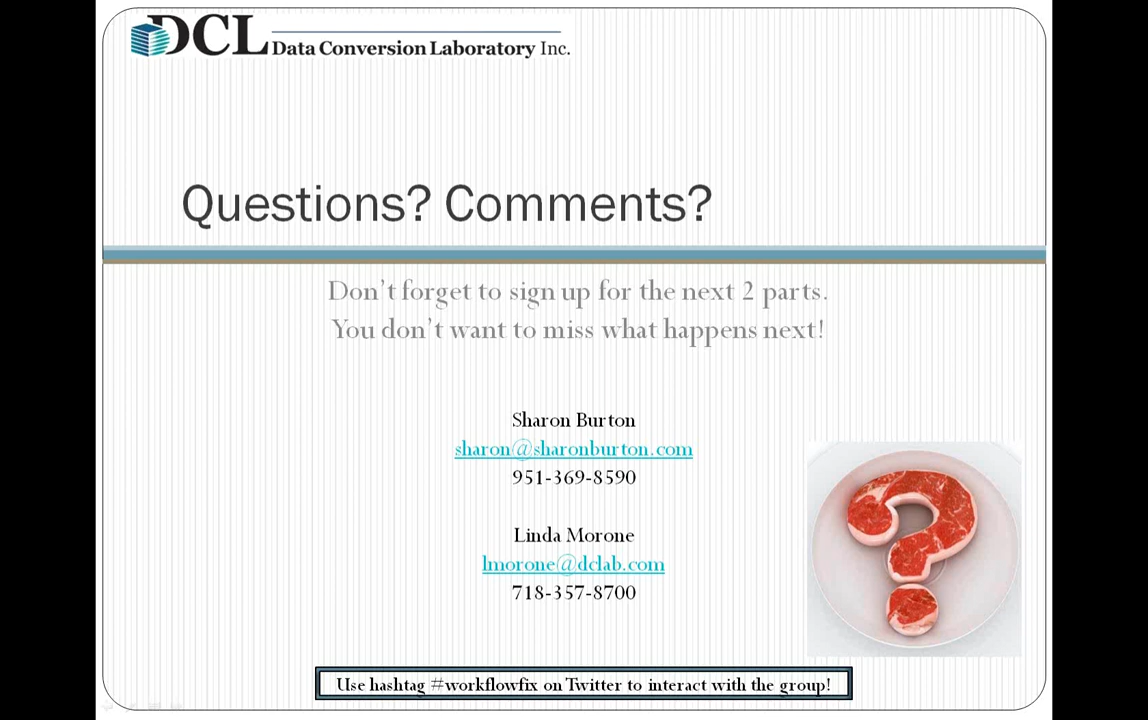 DCL Data Conversion Laboratory Inc.
Questions? Comments?
Don't forget to sign up for the next 2 parts.
You don't want to miss what happens next!
Sharon Burton
sharon@sharonburton.com
951-369-8590
Linda Morone
lmorone@dclab.com
718-357-8700
Use hashtag #workflowfix on Twitter to interact with the group!